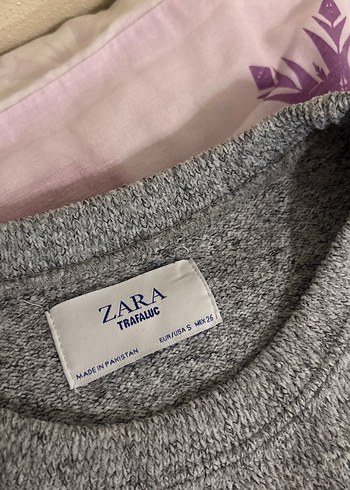 ZARA
TRAFALUC
EUR/USA S MEX 26
MADE IN PAKISTAN